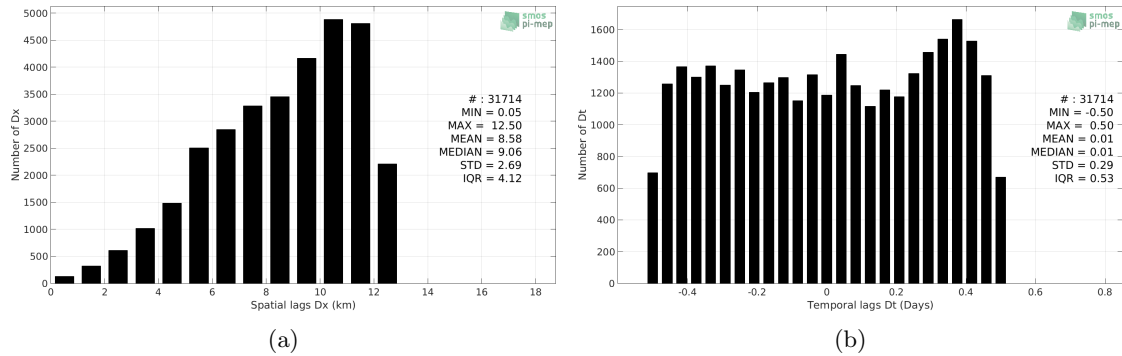 smos
pi-mep
5000
4500
4000
3500
3000
2500
2000
1500
1000
500
0
Number of Dx
# : 31714
MIN = 0.05
MAX = 12.50
MEAN = 8.58
MEDIAN = 9.06
STD = 2.69
IQR = 4.12
0 2 4 6 8 10 12 14 16 18
Spatial lags Dx (km)
(a)
smos
pi-mep
1600
1400
1200
1000
800
600
400
200
0
Number of Dt
# : 31714
MIN = -0.50
MAX = 0.50
MEAN = 0.01
MEDIAN = 0.01
STD = 0.29
IQR = 0.53
-0.4 -0.2 0 0.2 0.4 0.6 0.8
Temporal lags Dt (Days)
(b)